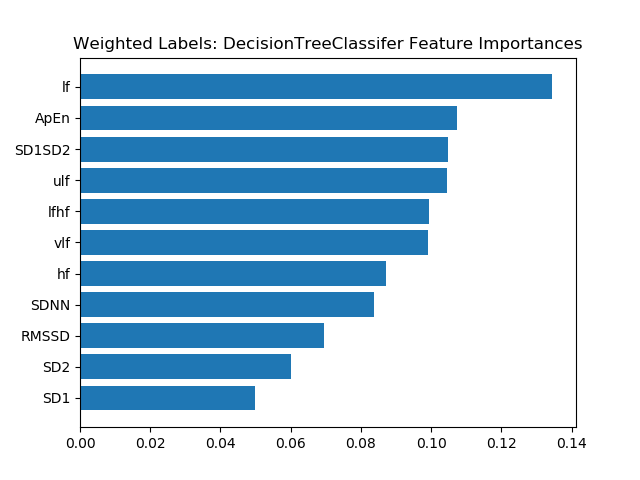 Weighted Labels: DecisionTreeClassifer Feature Importances
lf
ApEn
SD1SD2
ulf
lfhf
vlf
hf
SDNN
RMSSD
SD2
SD1
0.00 0.02 0.04 0.06 0.08 0.10 0.12 0.14